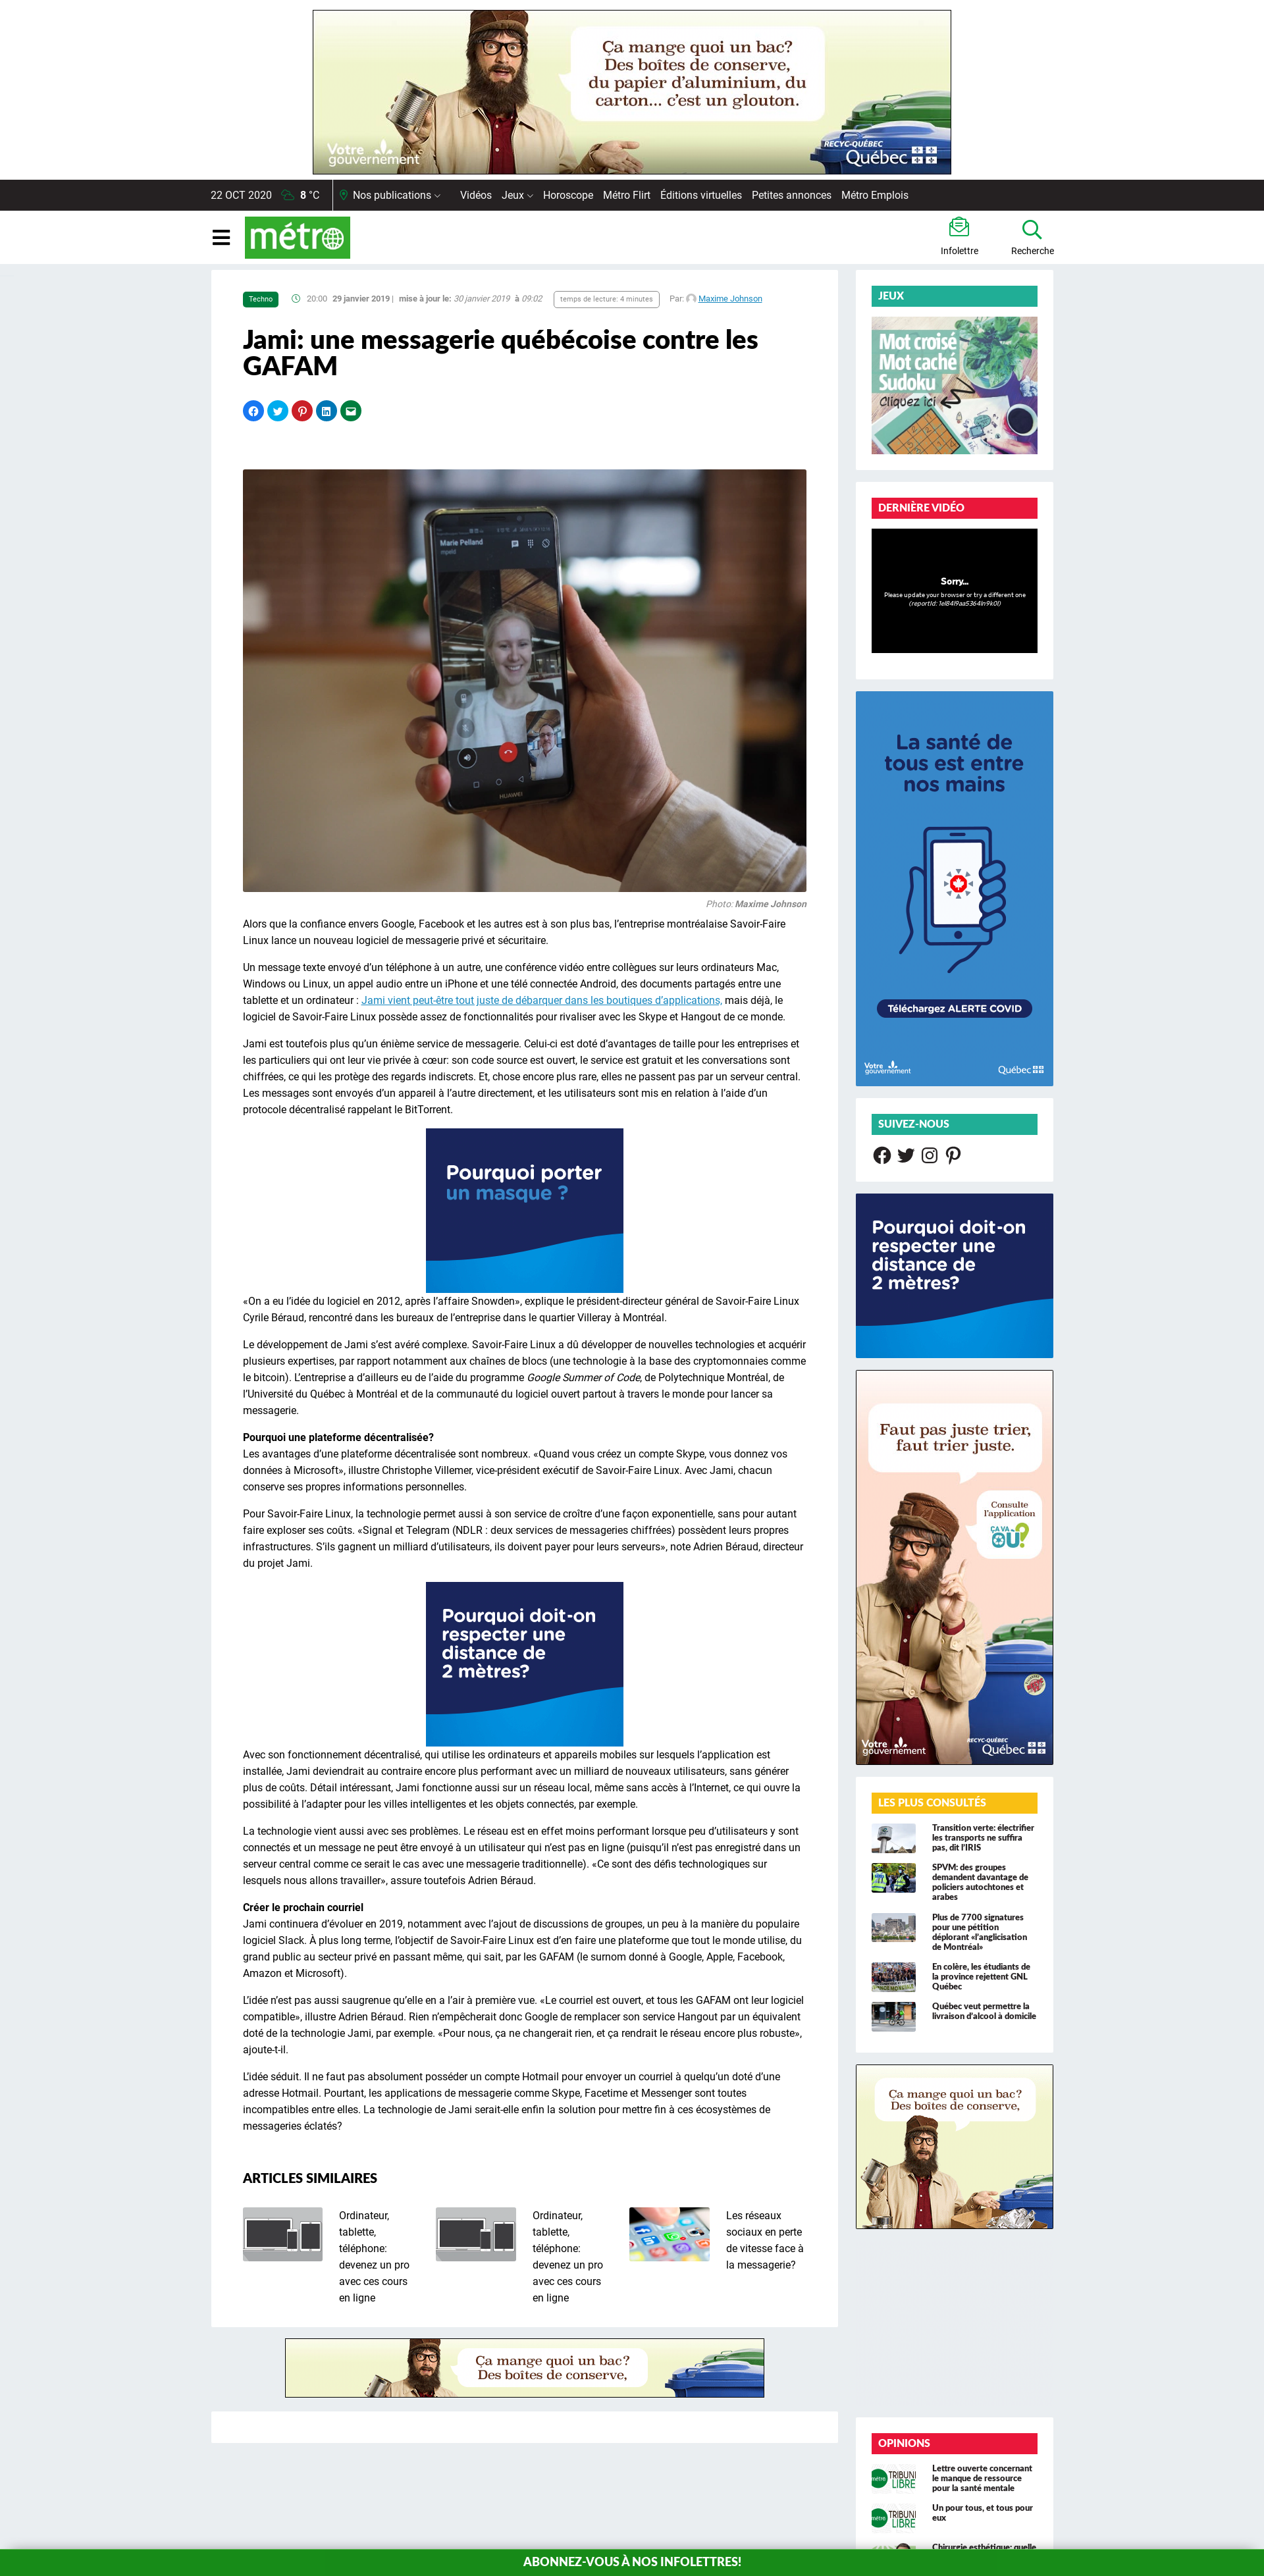 Ça mange quoi un bac?
Des boîtes de conserve,
du papier d'aluminium, du
carton... c'est un glouton.
Votre
gouvernement
RECYC-QUÉBEC
Québec
22 OCT 2020
8 °C
Nos publications
Vidéos
Jeux
Horoscope
Métro Flirt
Éditions virtuelles
Petites annonces
Métro Emplois
métro
Infolettre
Recherche
Techno
20:00 29 janvier 2019 | mise à jour le: 30 janvier 2019 à 09:02
temps de lecture: 4 minutes
Par: Maxime Johnson
Jami: une messagerie québécoise contre les
GAFAM
Marie Pelland
mpeld
HUAWEI
Photo: Maxime Johnson
Alors que la confiance envers Google, Facebook et les autres est à son plus bas, l'entreprise montréalaise Savoir-Faire
Linux lance un nouveau logiciel de messagerie privé et sécuritaire.
Un message texte envoyé d'un téléphone à un autre, une conférence vidéo entre collègues sur leurs ordinateurs Mac,
Windows ou Linux, un appel audio entre un iPhone et une télé connectée Android, des documents partagés entre une
tablette et un ordinateur : Jami vient peut-être tout juste de débarquer dans les boutiques d'applications, mais déjà, le
logiciel de Savoir-Faire Linux possède assez de fonctionnalités pour rivaliser avec les Skype et Hangout de ce monde.
Jami est toutefois plus qu'un énième service de messagerie. Celui-ci est doté d'avantages de taille pour les entreprises et
les particuliers qui ont leur vie privée à cœur: son code source est ouvert, le service est gratuit et les conversations sont
chiffrées, ce qui les protège des regards indiscrets. Et, chose encore plus rare, elles ne passent pas par un serveur central.
Les messages sont envoyés d'un appareil à l'autre directement, et les utilisateurs sont mis en relation à l'aide d'un
protocole décentralisé rappelant le BitTorrent.
Pourquoi porter
un masque ?
«On a eu l'idée du logiciel en 2012, après l'affaire Snowden», explique le président-directeur général de Savoir-Faire Linux
Cyrile Béraud, rencontré dans les bureaux de l'entreprise dans le quartier Villeray à Montréal.
Le développement de Jami s'est avéré complexe. Savoir-Faire Linux a dû développer de nouvelles technologies et acquérir
plusieurs expertises, par rapport notamment aux chaînes de blocs (une technologie à la base des cryptomonnaies comme
le bitcoin). L'entreprise a d'ailleurs eu de l'aide du programme Google Summer of Code, de Polytechnique Montréal, de
l'Université du Québec à Montréal et de la communauté du logiciel ouvert partout à travers le monde pour lancer sa
messagerie.
Pourquoi une plateforme décentralisée?
Les avantages d'une plateforme décentralisée sont nombreux. «Quand vous créez un compte Skype, vous donnez vos
données à Microsoft», illustre Christophe Villemer, vice-président exécutif de Savoir-Faire Linux. Avec Jami, chacun
conserve ses propres informations personnelles.
Pour Savoir-Faire Linux, la technologie permet aussi à son service de croître d'une façon exponentielle, sans pour autant
faire exploser ses coûts. «Signal et Telegram (NDLR : deux services de messageries chiffrées) possèdent leurs propres
infrastructures. S'ils gagnent un milliard d'utilisateurs, ils doivent payer pour leurs serveurs», note Adrien Béraud, directeur
du projet Jami.
Pourquoi doit-on
respecter une
distance de
2 mètres?
Avec son fonctionnement décentralisé, qui utilise les ordinateurs et appareils mobiles sur lesquels l'application est
installée, Jami deviendrait au contraire encore plus performant avec un milliard de nouveaux utilisateurs, sans générer
plus de coûts. Détail intéressant, Jami fonctionne aussi sur un réseau local, même sans accès à l'Internet, ce qui ouvre la
possibilité à l'adapter pour les villes intelligentes et les objets connectés, par exemple.
La technologie vient aussi avec ses problèmes. Le réseau est en effet moins performant lorsque peu d'utilisateurs y sont
connectés et un message ne peut être envoyé à un utilisateur qui n'est pas en ligne (puisqu'il n'est pas enregistré dans un
serveur central comme ce serait le cas avec une messagerie traditionnelle). «Ce sont des défis technologiques sur
lesquels nous allons travailler», assure toutefois Adrien Béraud.
Créer le prochain courriel
Jami continuera d'évoluer en 2019, notamment avec l'ajout de discussions de groupes, un peu à la manière du populaire
logiciel Slack. À plus long terme, l'objectif de Savoir-Faire Linux est d'en faire une plateforme que tout le monde utilise, du
grand public au secteur privé en passant même, qui sait, par les GAFAM (le surnom donné à Google, Apple, Facebook,
Amazon et Microsoft).
L'idée n'est pas aussi saugrenue qu'elle en a l'air à première vue. «Le courriel est ouvert, et tous les GAFAM ont leur logiciel
compatible», illustre Adrien Béraud. Rien n'empêcherait donc Google de remplacer son service Hangout par un équivalent
doté de la technologie Jami, par exemple. «Pour nous, ça ne changerait rien, et ça rendrait le réseau encore plus robuste»,
ajoute-t-il.
L'idée séduit. Il ne faut pas absolument posséder un compte Hotmail pour envoyer un courriel à quelqu'un doté d'une
adresse Hotmail. Pourtant, les applications de messagerie comme Skype, Facetime et Messenger sont toutes
incompatibles entre elles. La technologie de Jami serait-elle enfin la solution pour mettre fin à ces écosystèmes de
messageries éclatés?
ARTICLES SIMILAIRES
Ordinateur,
tablette,
téléphone:
devenez un pro
avec ces cours
en ligne
Ordinateur,
tablette,
téléphone:
devenez un pro
avec ces cours
en ligne
Les réseaux
sociaux en perte
de vitesse face à
la messagerie?
Ça mange quoi un bac?
Des boîtes de conserve,
JEUX
Mot croisé
Mot caché
Sudoku
Cliquez ici
DERNIÈRE VIDÉO
Sorry...
Please update your browser or try a different one
La santé de
tous est entre
nos mains
Téléchargez ALERTE COVID
Votre
gouvernement
Québec
SUIVEZ-NOUS
Pourquoi doit-on
respecter une
distance de
2 mètres?
Faut pas juste trier,
faut trier juste.
Consulte
l'application
ÇA VA
OÙ?
Votre
gouvernement
RECYC-QUÉBEC
Québec
LES PLUS CONSULTÉS
Transition verte: électrifier
les transports ne suffira
pas, dit l'IRIS
SPVM: des groupes
demandent davantage de
policiers autochtones et
arabes
Plus de 7700 signatures
pour une pétition
déplorant «l'anglicisation
de Montréal»
En colère, les étudiants de
la province rejettent GNL
Québec
Québec veut permettre la
livraison d'alcool à domicile
Ça mange quoi un bac?
Des boîtes de conserve,
OPINIONS
métro
TRIBUNE
LIBRE
Lettre ouverte concernant
le manque de ressource
pour la santé mentale
métro
TRIBUNE
LIBRE
Un pour tous, et tous pour
eux
Chirurgie esthétique: quelle
ABONNEZ-VOUS À NOS INFOLETTRES!